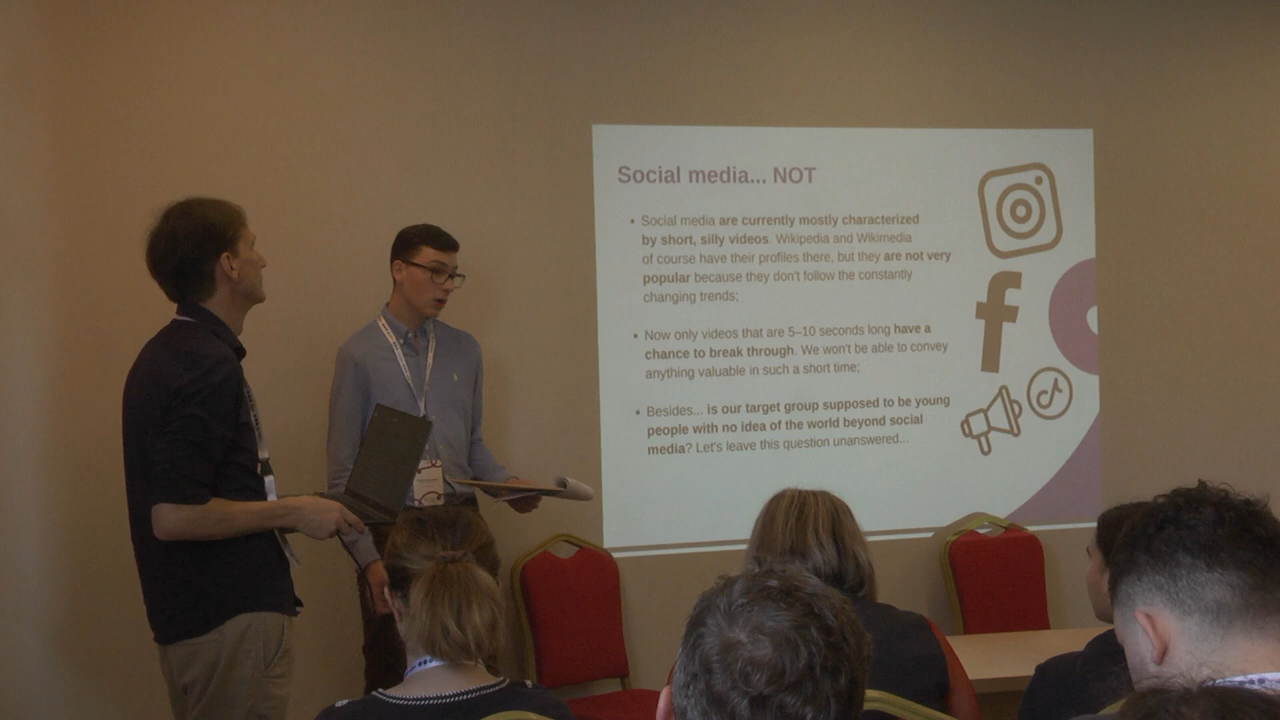 Social media... NOT
• Social media are currently mostly characterized
by short, silly videos. Wikipedia and Wikimedia
of course have their profiles there, but they are not very
popular because they don't follow the constantly
changing trends;
• Now only videos that are 5–10 seconds long have a
chance to break through. We won't be able to convey
anything valuable in such a short time;
• Besides... is our target group supposed to be young
people with no idea of the world beyond social
media? Let's leave this question unanswered...